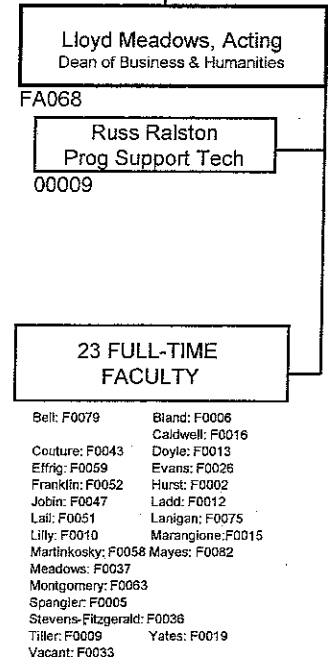 Lloyd Meadows, Acting
Dean of Business & Humanities
FA068
Russ Ralston
Prog Support Tech
00009
23 FULL-TIME
FACULTY
Bell: F0079 Bland: F0006
Caldwell: F0016
Couture: F0043 Doyle: F0013
Effrig: F0059 Evans: F0026
Franklin: F0052 Hurst: F0002
Jobin: F0047 Ladd: F0012
Lail: F0051 Lanigan: F0075
Lilly: F0010 Marangione:F0015
Martinkosky: F0058 Mayes: F0082
Meadows: F0037
Montgomery: F0063
Spangler: F0005
Stevens-Fitzgerald: F0036
Tiller: F0009 Yates: F0019
Vacant: F0033